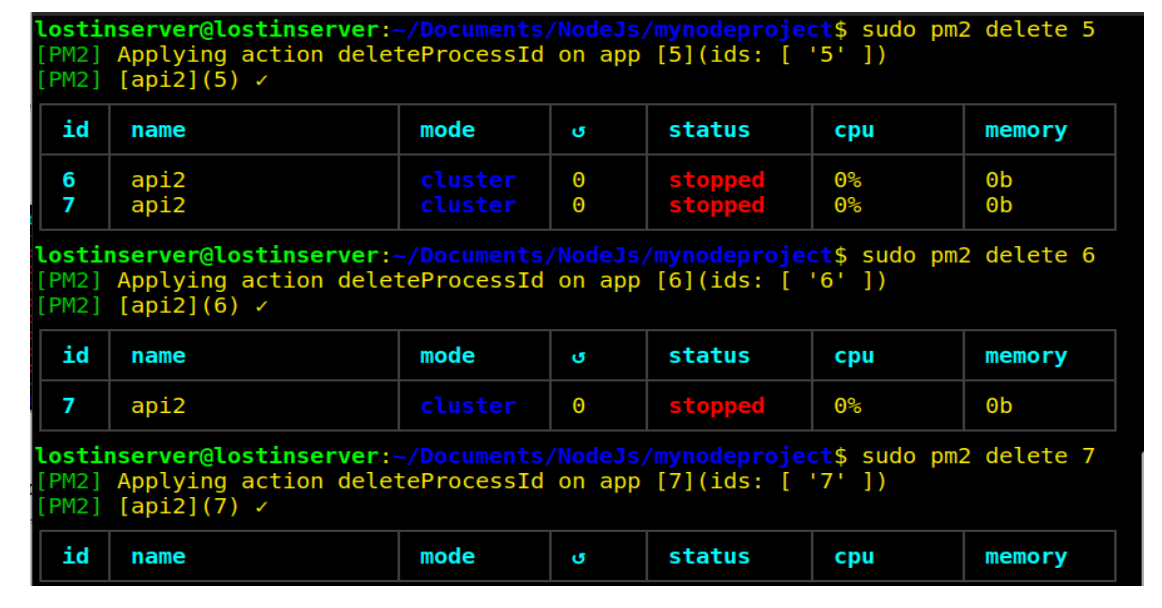 lostinserver@lostinserver:~/Documents/NodeJs/mynodeproject$ sudo pm2 delete 5
[PM2] Applying action deleteProcessId on app [5](ids: [ '5' ])
[PM2] [api2](5) ✓
id name mode ↺ status cpu memory
6 api2 cluster 0 stopped 0% 0b
7 api2 cluster 0 stopped 0% 0b
lostinserver@lostinserver:~/Documents/NodeJs/mynodeproject$ sudo pm2 delete 6
[PM2] Applying action deleteProcessId on app [6](ids: [ '6' ])
[PM2] [api2](6) ✓
id name mode ↺ status cpu memory
7 api2 cluster 0 stopped 0% 0b
lostinserver@lostinserver:~/Documents/NodeJs/mynodeproject$ sudo pm2 delete 7
[PM2] Applying action deleteProcessId on app [7](ids: [ '7' ])
[PM2] [api2](7) ✓
id name mode ↺ status cpu memory